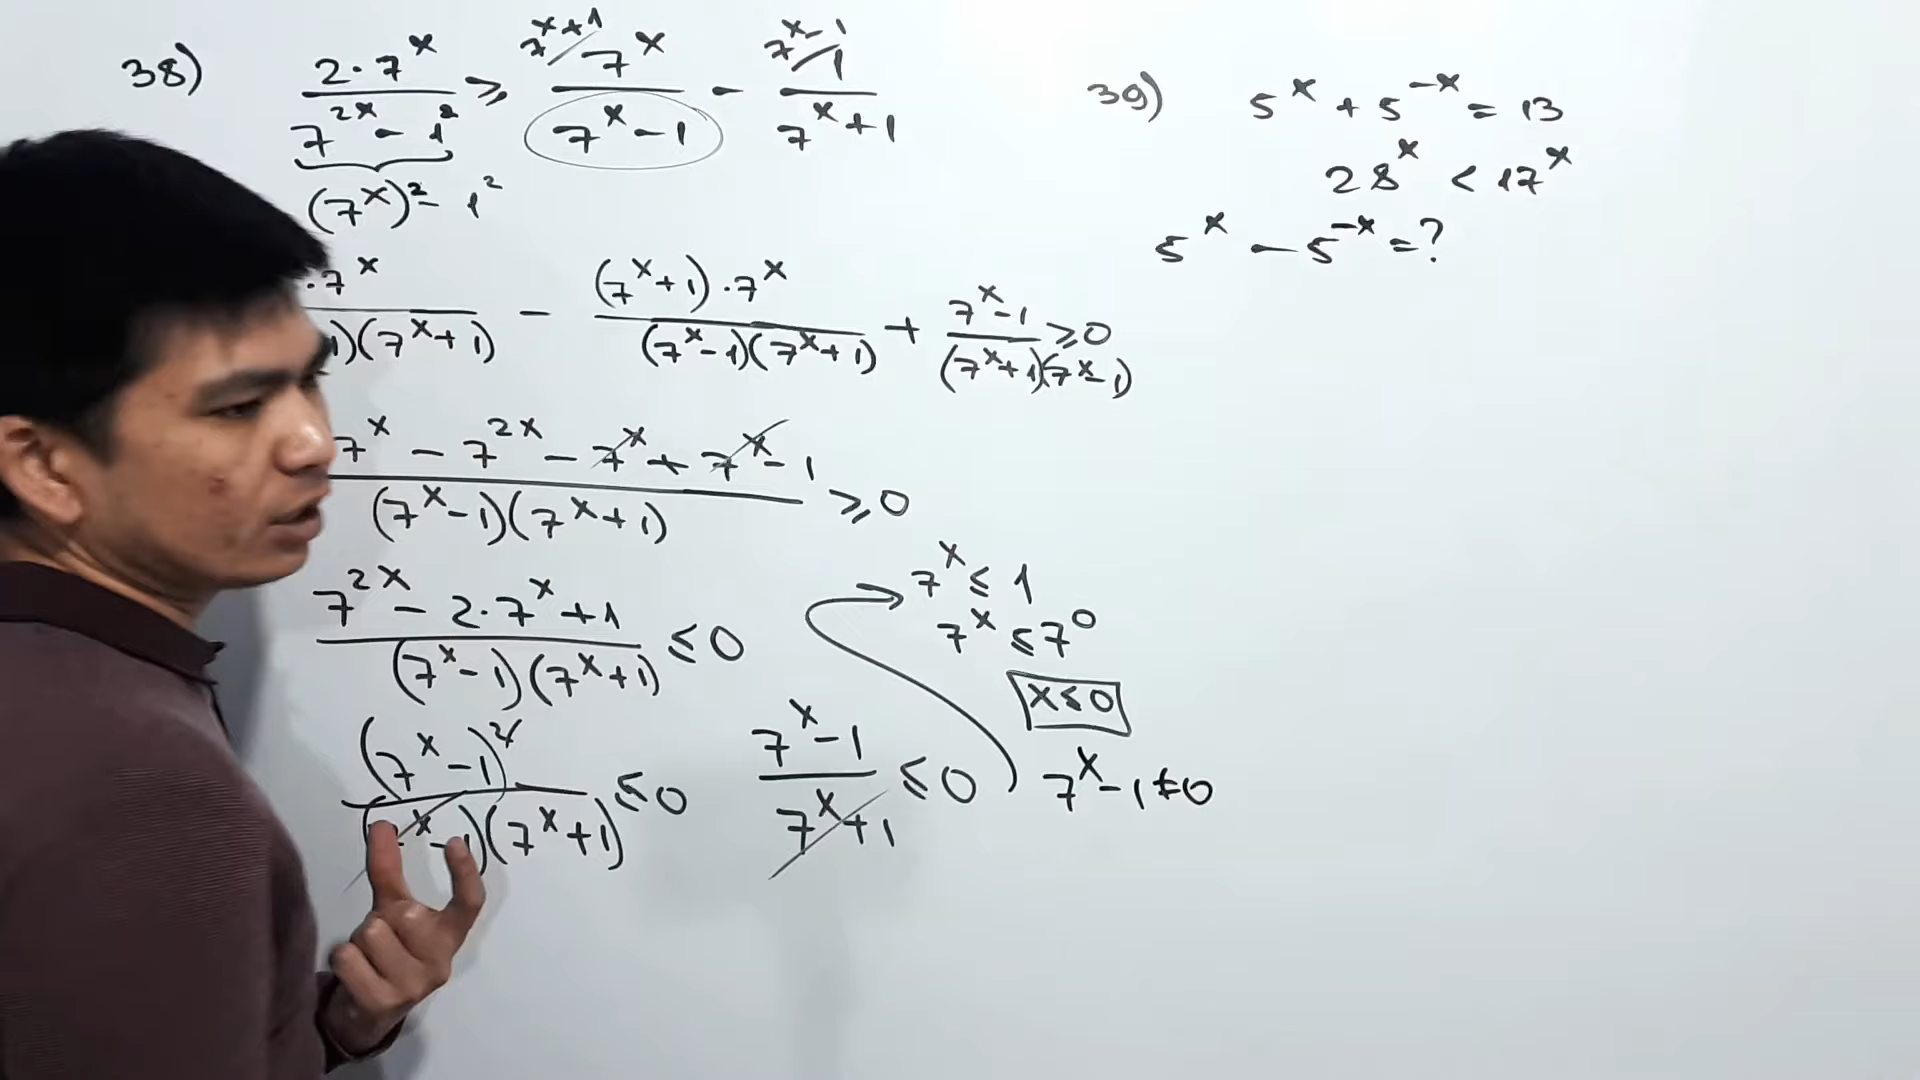 38) 2·7^x / 7^2x - 1^2 ≥ 7^x+1 / 7^x / 7^x - 1 - 7^x-1 / 1 / 7^x + 1
(7^x)^2 - 1^2
·7^x / 1)(7^x + 1) - (7^x + 1)·7^x / (7^x - 1)(7^x + 1) + 7^x - 1 / (7^x + 1)(7^x - 1) ≥ 0
7^x - 7^2x - 7^x + 7^x - 1 / (7^x - 1)(7^x + 1) ≥ 0
7^2x - 2·7^x + 1 / (7^x - 1)(7^x + 1) ≤ 0
(7^x - 1)^2 / (7^x - 1)(7^x + 1) ≤ 0
7^x - 1 / 7^x + 1 ≤ 0
7^x ≤ 1
7^x ≤ 7^0
x ≤ 0
7^x - 1 ≠ 0
39) 5^x + 5^-x = 13
28^x < 17^x
5^x - 5^-x = ?